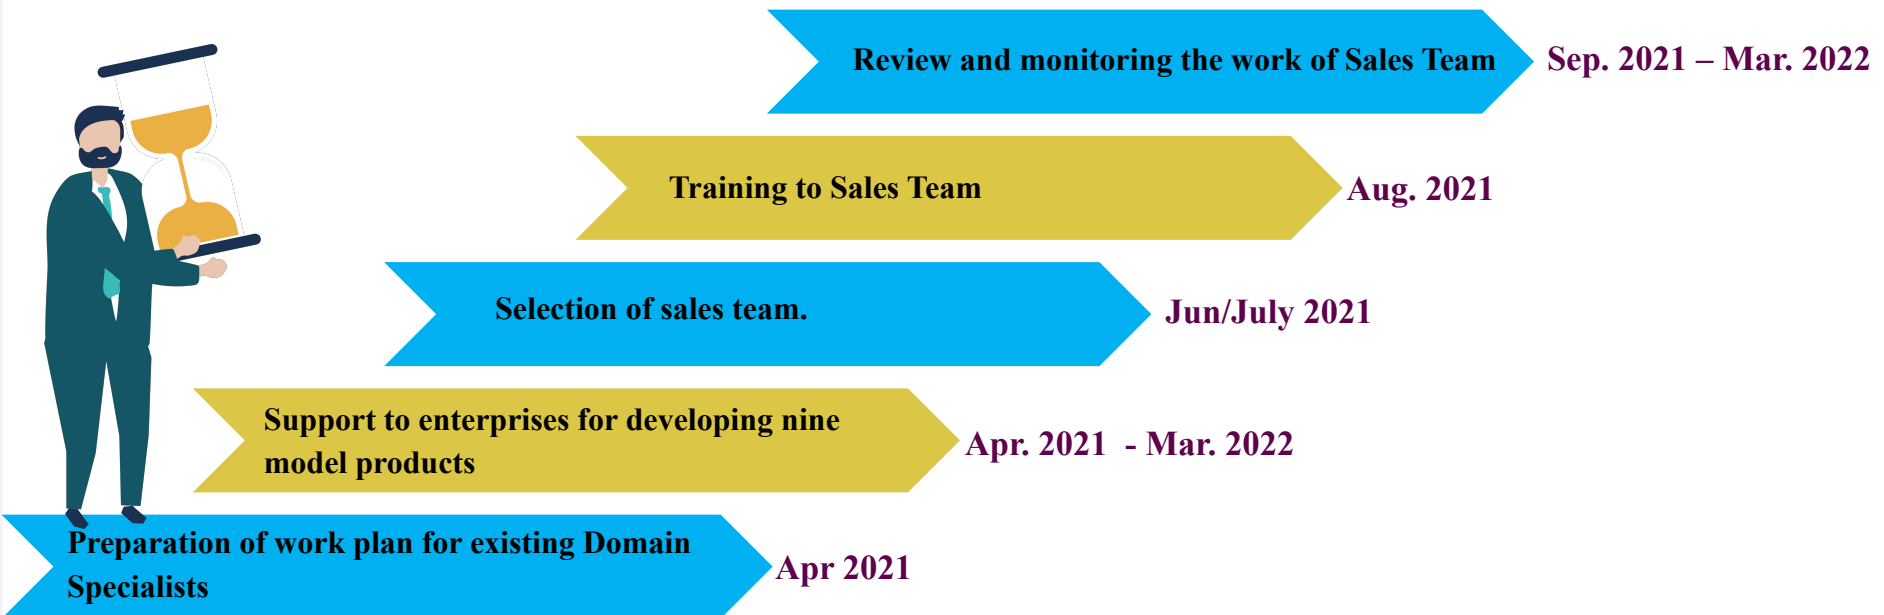 Review and monitoring the work of Sales Team
Sep. 2021 – Mar. 2022
Training to Sales Team
Aug. 2021
Selection of sales team.
Jun/July 2021
Support to enterprises for developing nine
model products
Apr. 2021  - Mar. 2022
Preparation of work plan for existing Domain
Specialists
Apr 2021